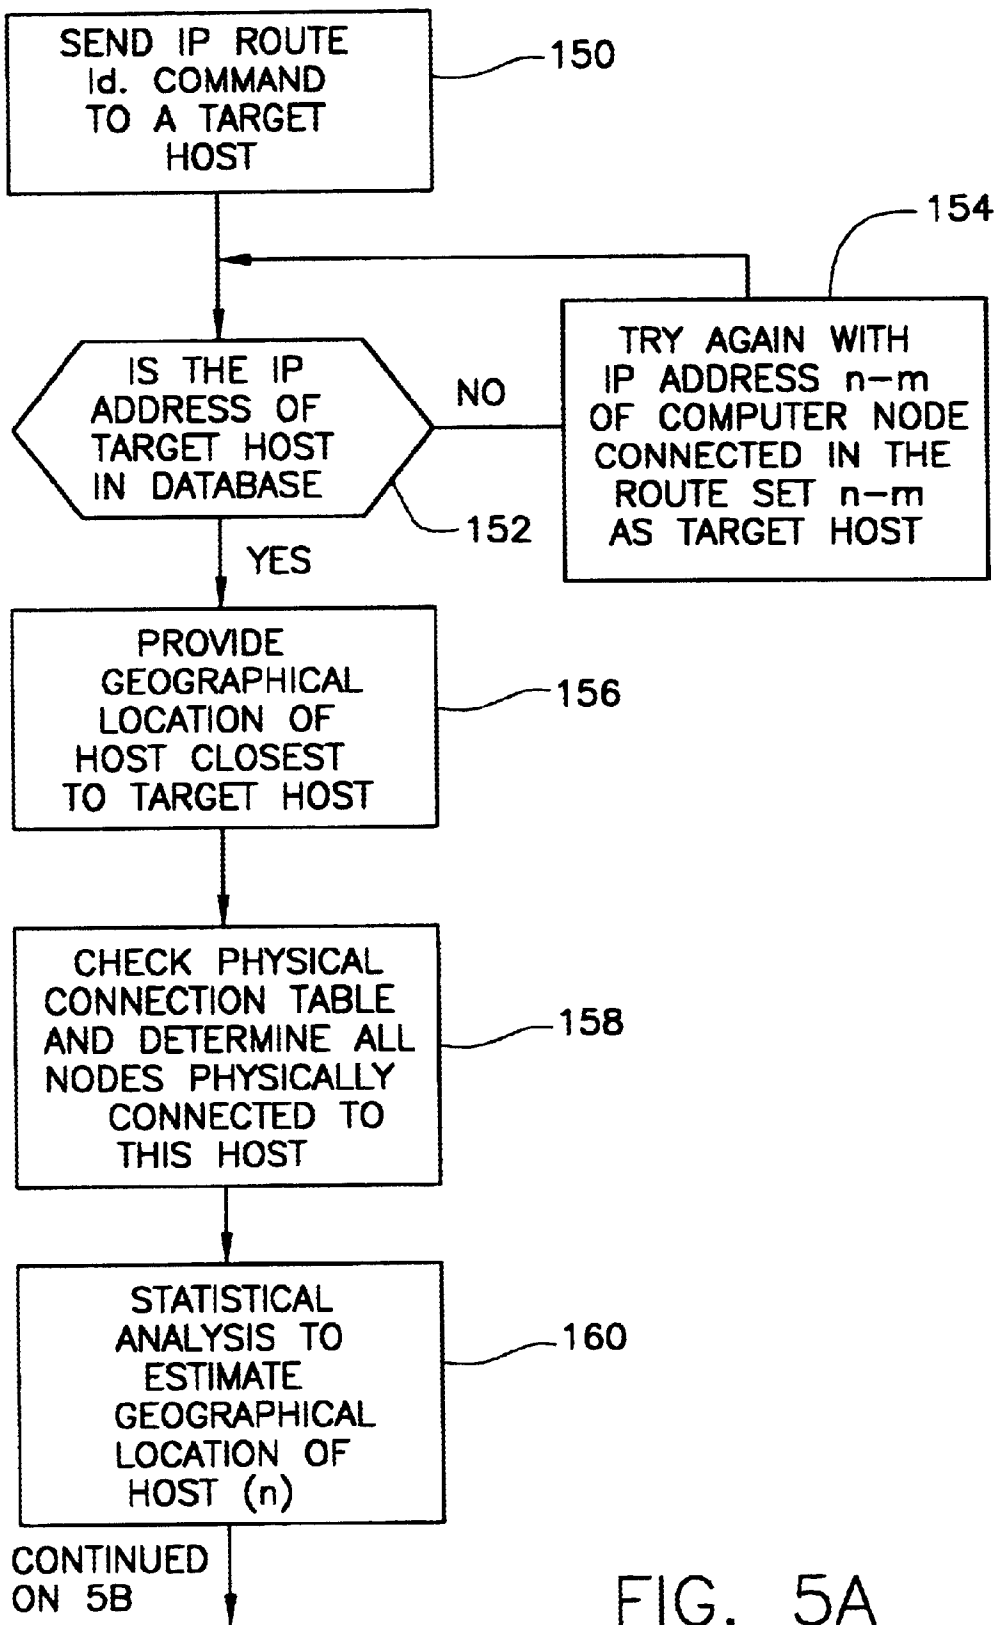 SEND IP ROUTE
Id. COMMAND
TO A TARGET
HOST
150
154
TRY AGAIN WITH
IP ADDRESS n-m
OF COMPUTER NODE
CONNECTED IN THE
ROUTE SET n-m
AS TARGET HOST
IS THE IP
ADDRESS OF
TARGET HOST
IN DATABASE
NO
152
YES
PROVIDE
GEOGRAPHICAL
LOCATION OF
HOST CLOSEST
TO TARGET HOST
156
CHECK PHYSICAL
CONNECTION TABLE
AND DETERMINE ALL
NODES PHYSICALLY
CONNECTED TO
THIS HOST
158
STATISTICAL
ANALYSIS TO
ESTIMATE
GEOGRAPHICAL
LOCATION OF
HOST (n)
160
CONTINUED
ON 5B
FIG. 5A